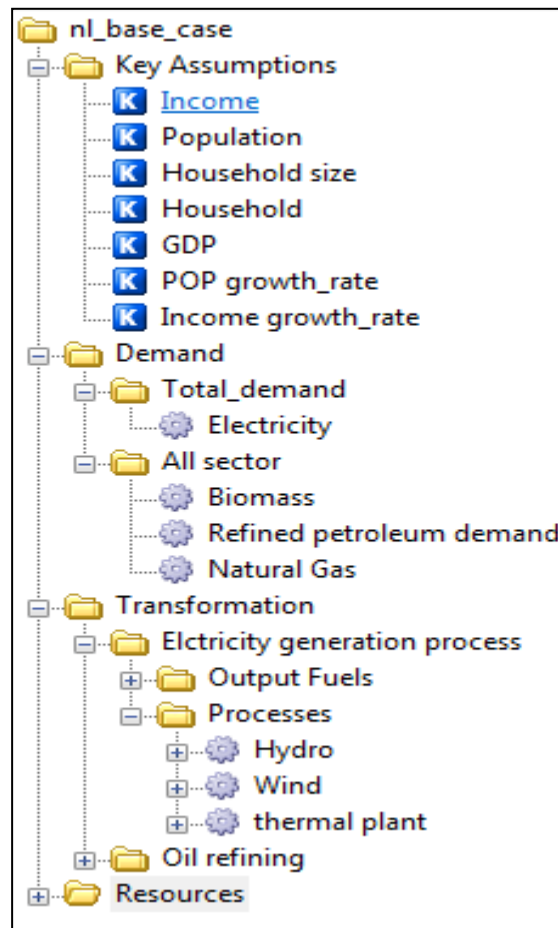 nl_base_case
Key Assumptions
K Income
K Population
K Household size
K Household
K GDP
K POP growth_rate
K Income growth_rate
Demand
Total_demand
Electricity
All sector
Biomass
Refined petroleum demand
Natural Gas
Transformation
Elctricity generation process
Output Fuels
Processes
Hydro
Wind
thermal plant
Oil refining
Resources